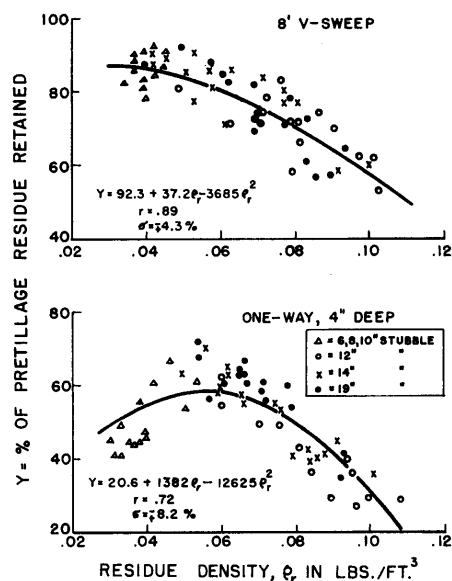 8' V-SWEEP
100
80
60
40
Y = 92.3 + 37.2ρr - 3685ρr²
r = .89
σ = ∓4.3 %
.02 .04 .06 .08 .10 .12
Y = % OF PRETILLAGE RESIDUE RETAINED
ONE-WAY, 4" DEEP
△ = 6,8,10" STUBBLE
○ = 12" "
x = 14" "
● = 19" "
80
60
40
20
Y = 20.6 + 1382ρr - 12625ρr²
r = .72
σ = ∓8.2 %
.02 .04 .06 .08 .10 .12
RESIDUE DENSITY, ρr IN LBS./FT.³